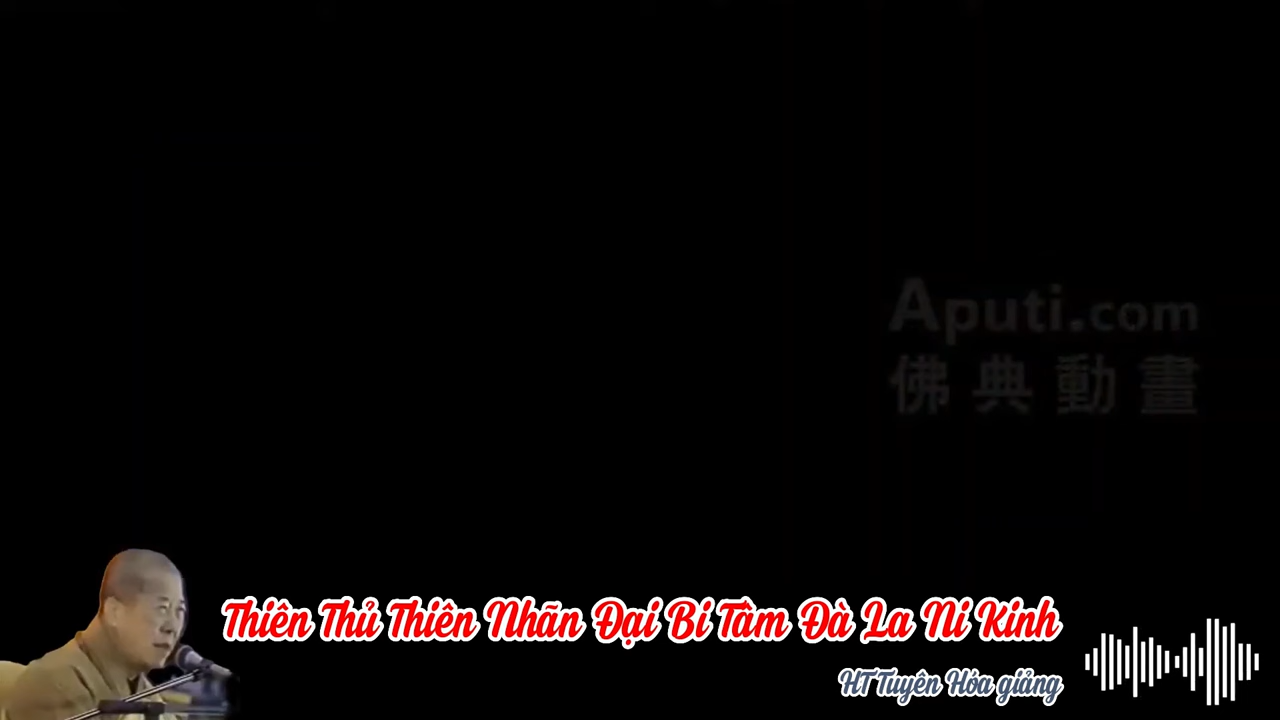 Aputi.com
佛典動畫
Thiên Thủ Thiên Nhãn Đại Bi Tâm Đà La Ni Kinh
HT Tuyên Hóa giảng